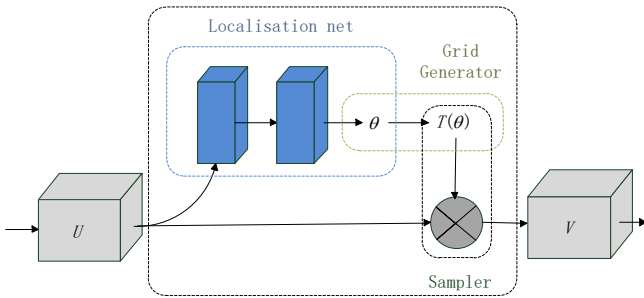 Localisation net
Grid
Generator
θ
T(θ)
U
V
Sampler